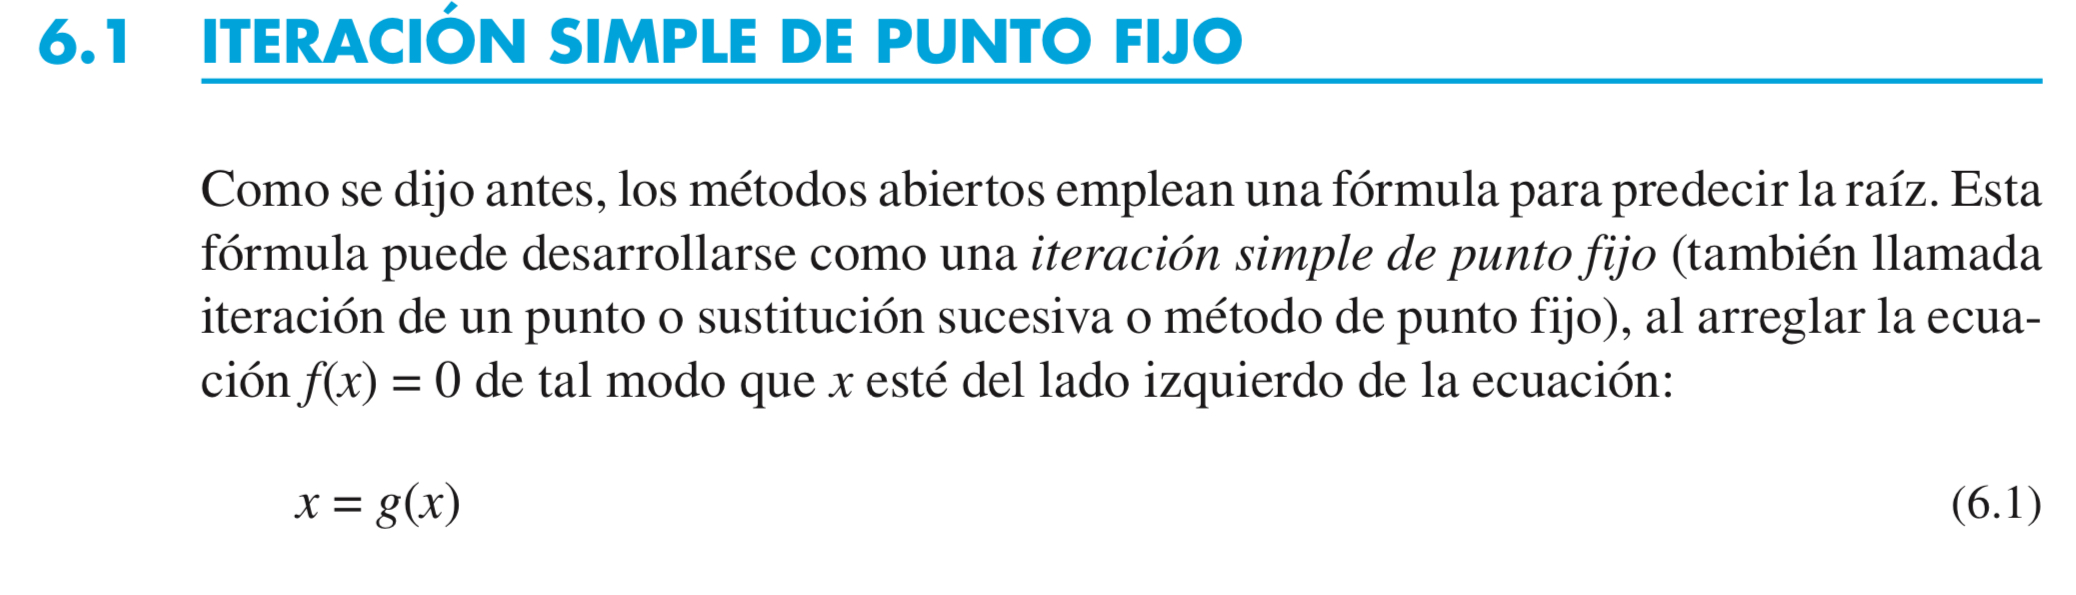 6.1 ITERACIÓN SIMPLE DE PUNTO FIJO
Como se dijo antes, los métodos abiertos emplean una fórmula para predecir la raíz. Esta
fórmula puede desarrollarse como una iteración simple de punto fijo (también llamada
iteración de un punto o sustitución sucesiva o método de punto fijo), al arreglar la ecua-
ción f(x) = 0 de tal modo que x esté del lado izquierdo de la ecuación:
x = g(x) (6.1)